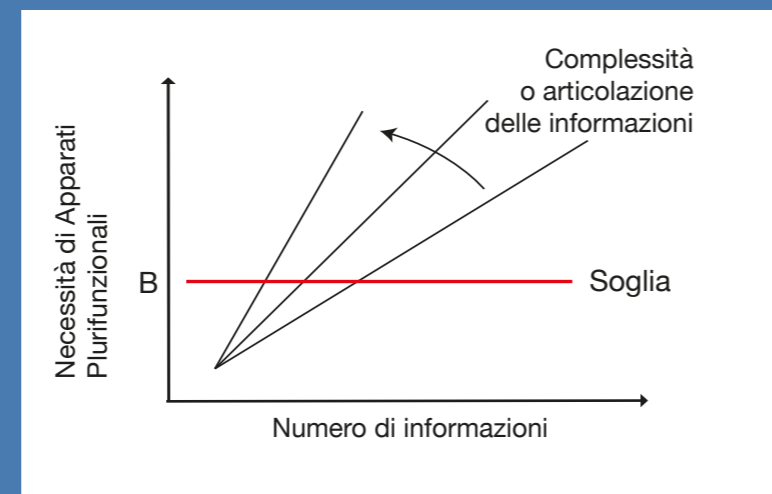 Complessità
o articolazione
delle informazioni
Necessità di Apparati
Plurifunzionali
B
Soglia
Numero di informazioni